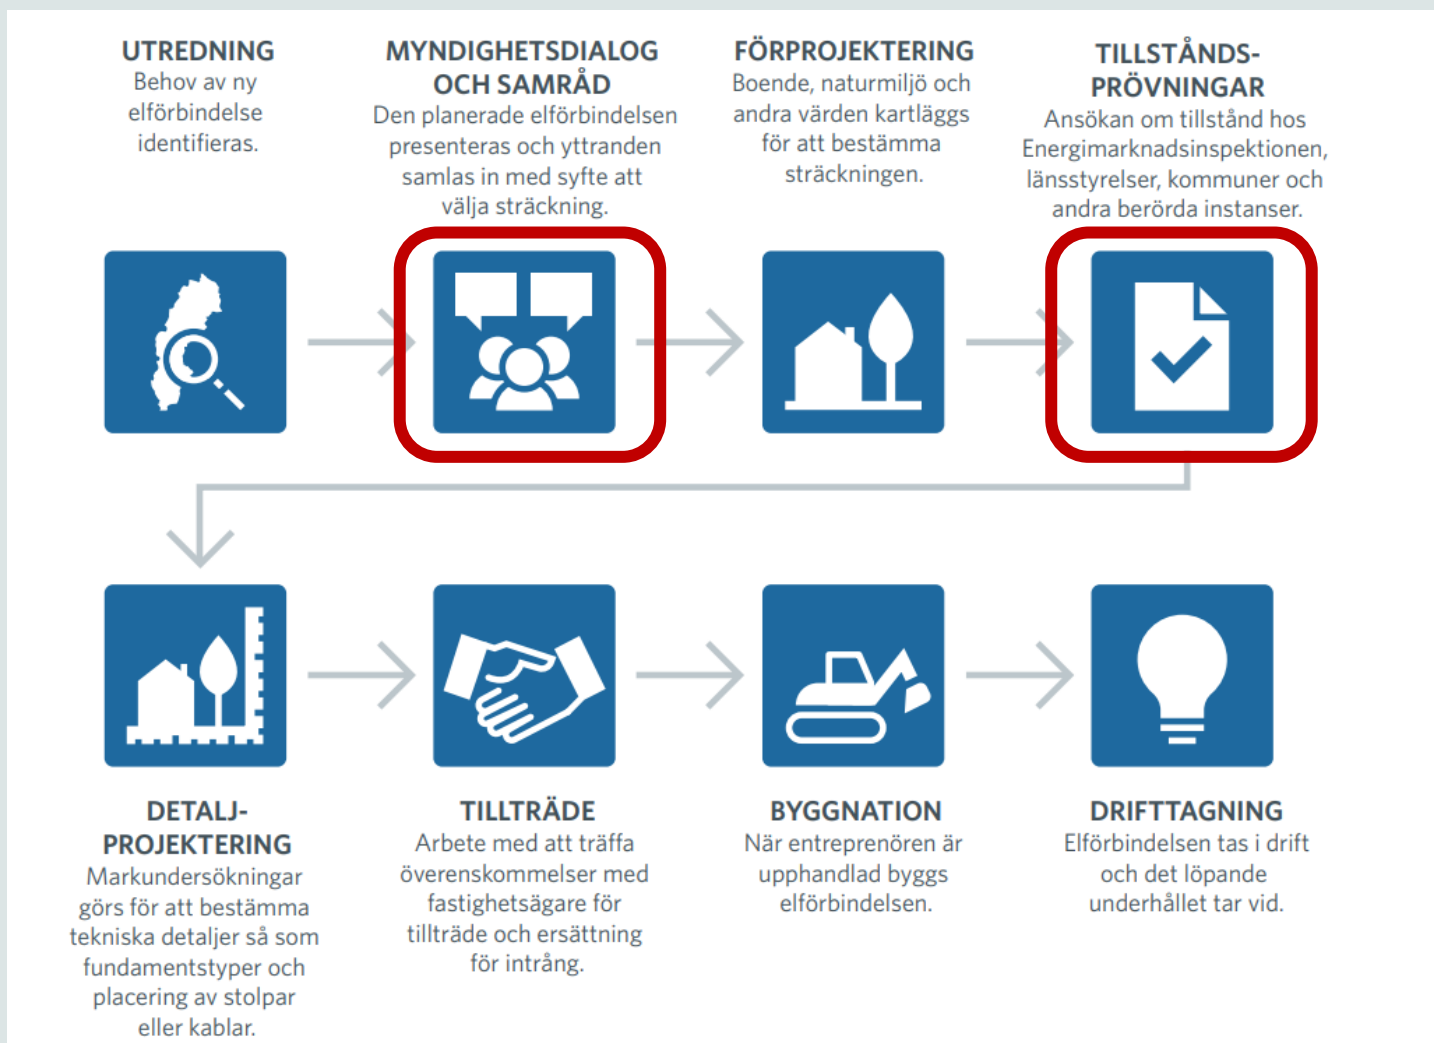 UTREDNING
Behov av ny
elförbindelse
identifieras.
MYNDIGHETSDIALOG
OCH SAMRÅD
Den planerade elförbindelsen
presenteras och yttranden
samlas in med syfte att
välja sträckning.
FÖRPROJEKTERING
Boende, naturmiljö och
andra värden kartläggs
för att bestämma
sträckningen.
TILLSTÅNDS-
PRÖVNINGAR
Ansökan om tillstånd hos
Energimarknadsinspektionen,
länsstyrelser, kommuner och
andra berörda instanser.
DETALJ-
PROJEKTERING
Markundersökningar
görs för att bestämma
tekniska detaljer så som
fundamentstyper och
placering av stolpar
eller kablar.
TILLTRÄDE
Arbete med att träffa
överenskommelser med
fastighetsägare för
tillträde och ersättning
för intrång.
BYGGNATION
När entreprenören är
upphandlad byggs
elförbindelsen.
DRIFTTAGNING
Elförbindelsen tas i drift
och det löpande
underhållet tar vid.